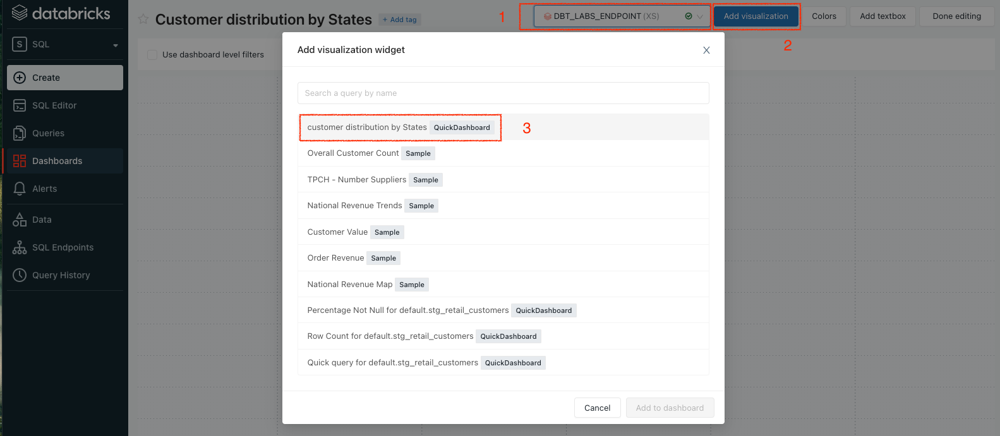 databricks
S SQL
Create
SQL Editor
Queries
Dashboards
Alerts
Data
SQL Endpoints
Query History
Customer distribution by States + Add tag
1 DBT_LABS_ENDPOINT (XS) Add visualization Colors Add textbox Done editing
2
Use dashboard level filters
Add visualization widget X
Search a query by name
customer distribution by States QuickDashboard 3
Overall Customer Count Sample
TPCH - Number Suppliers Sample
National Revenue Trends Sample
Customer Value Sample
Order Revenue Sample
National Revenue Map Sample
Percentage Not Null for default.stg_retail_customers QuickDashboard
Row Count for default.stg_retail_customers QuickDashboard
Quick query for default.stg_retail_customers QuickDashboard
Cancel Add to dashboard